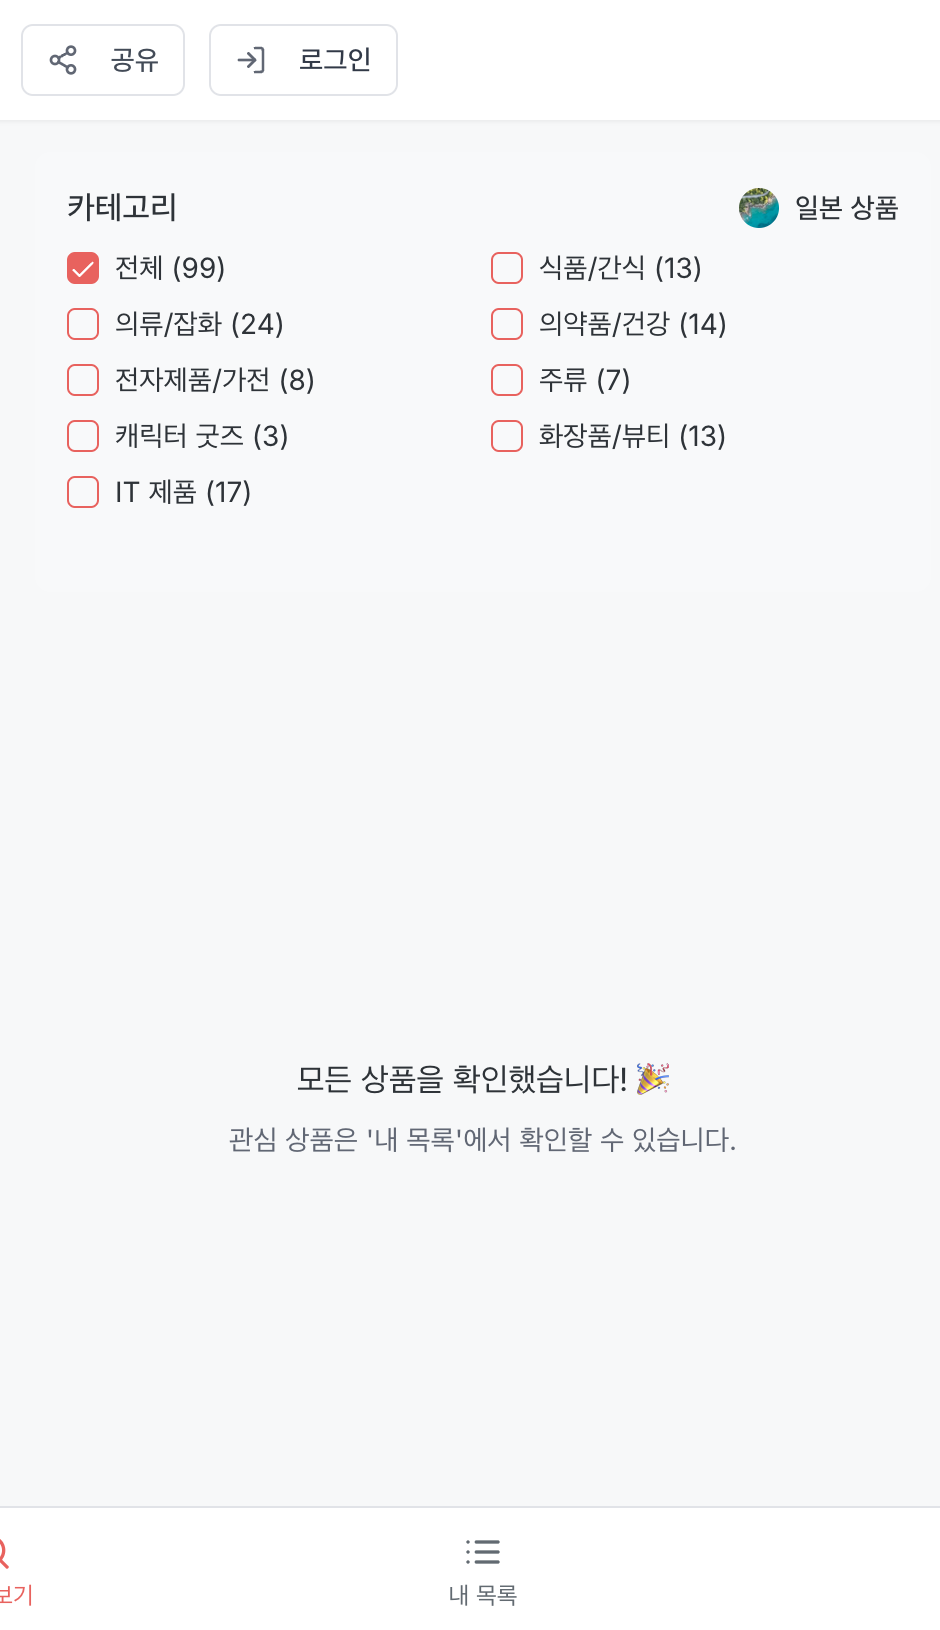 공유
로그인
카테고리
일본 상품
전체 (99)
식품/간식 (13)
의류/잡화 (24)
의약품/건강 (14)
전자제품/가전 (8)
주류 (7)
캐릭터 굿즈 (3)
화장품/뷰티 (13)
IT 제품 (17)
모든 상품을 확인했습니다! 🎉
관심 상품은 '내 목록'에서 확인할 수 있습니다.
보기
내 목록